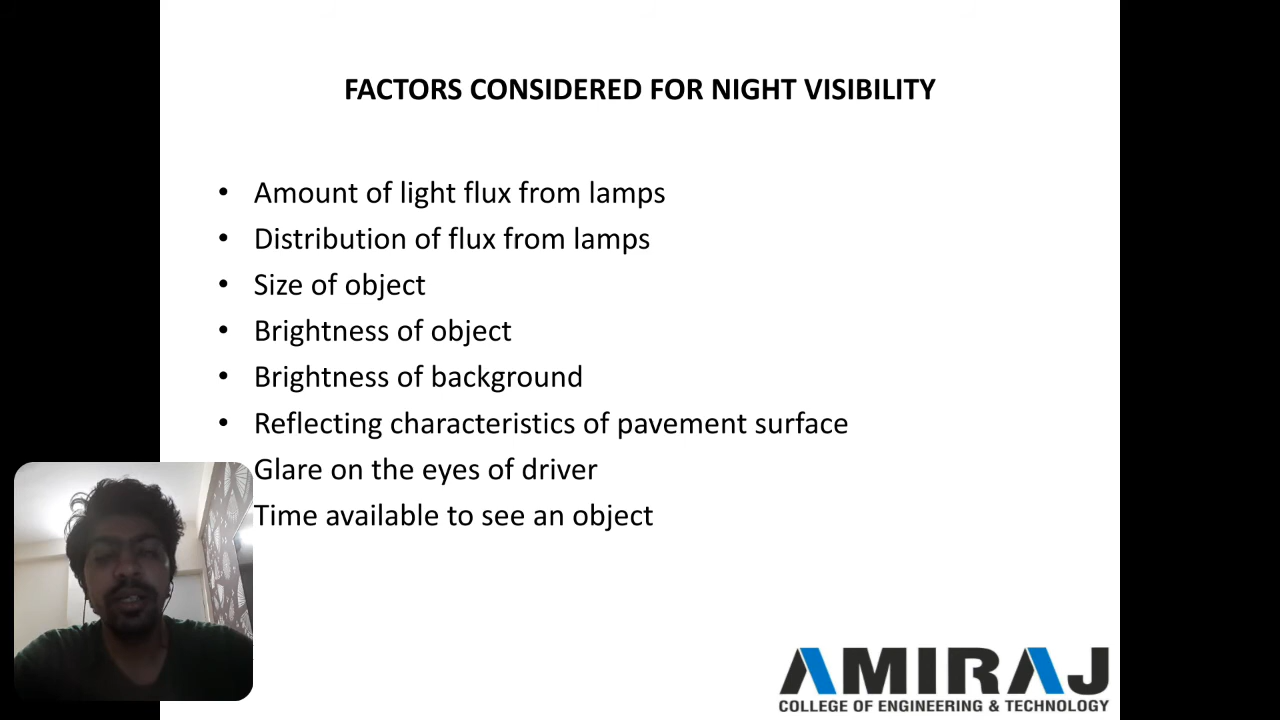 FACTORS CONSIDERED FOR NIGHT VISIBILITY
• Amount of light flux from lamps
• Distribution of flux from lamps
• Size of object
• Brightness of object
• Brightness of background
• Reflecting characteristics of pavement surface
Glare on the eyes of driver
Time available to see an object
AMIRAJ
COLLEGE OF ENGINEERING & TECHNOLOGY